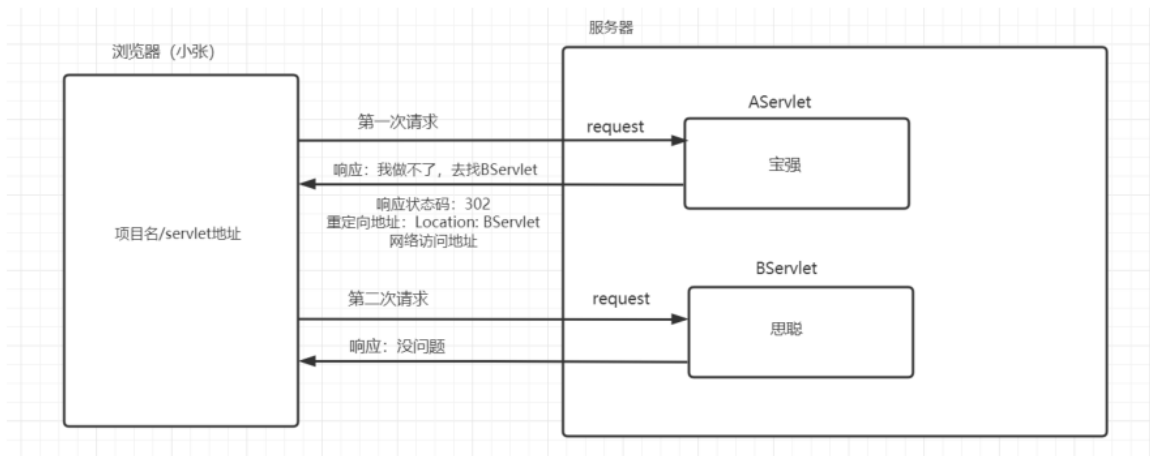 服务器
浏览器（小张）
AServlet
第一次请求
request
宝强
响应：我做不了，去找BServlet
响应状态码：302
重定向地址：Location: BServlet
网络访问地址
项目名/servlet地址
BServlet
第二次请求
request
思聪
响应：没问题